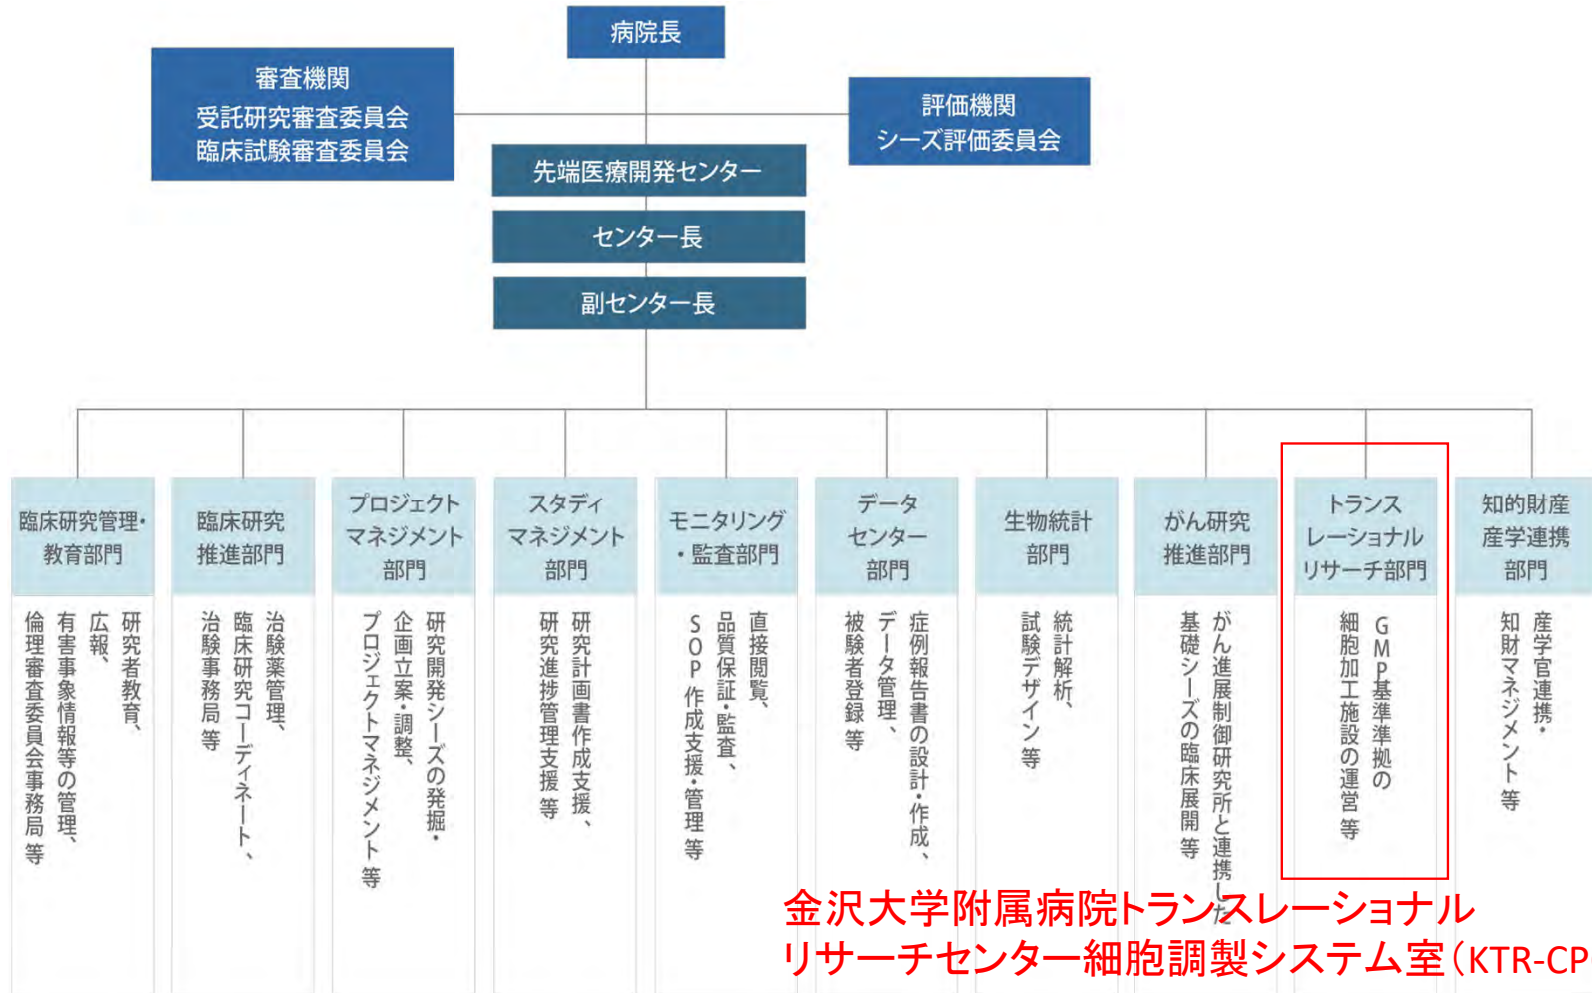 病院長
審査機関
受託研究審査委員会
臨床試験審査委員会
評価機関
シーズ評価委員会
先端医療開発センター
センター長
副センター長
臨床研究管理・
教育部門
研究者教育、
広報、
有害事象情報等の管理、
倫理審査委員会事務局 等
臨床研究
推進部門
治験薬管理、
臨床研究コーディネート、
治験事務局 等
プロジェクト
マネジメント
部門
研究開発シーズの発掘・
企画立案・調整、
プロジェクトマネジメント 等
スタディ
マネジメント
部門
研究計画書作成支援、
研究進捗管理支援 等
モニタリング
・監査部門
直接閲覧、
品質保証・監査、
SOP作成支援・管理 等
データ
センター
部門
症例報告書の設計・作成、
データ管理、
被験者登録 等
生物統計
部門
統計解析、
試験デザイン 等
がん研究
推進部門
がん進展制御研究所と連携した
基礎シーズの臨床展開 等
トランス
レーショナル
リサーチ部門
GMP基準準拠の
細胞加工施設の運営 等
知的財産
産学連携
部門
産学官連携・
知財マネジメント 等
金沢大学附属病院トランスレーショナル
リサーチセンター細胞調製システム室（KTR-CP